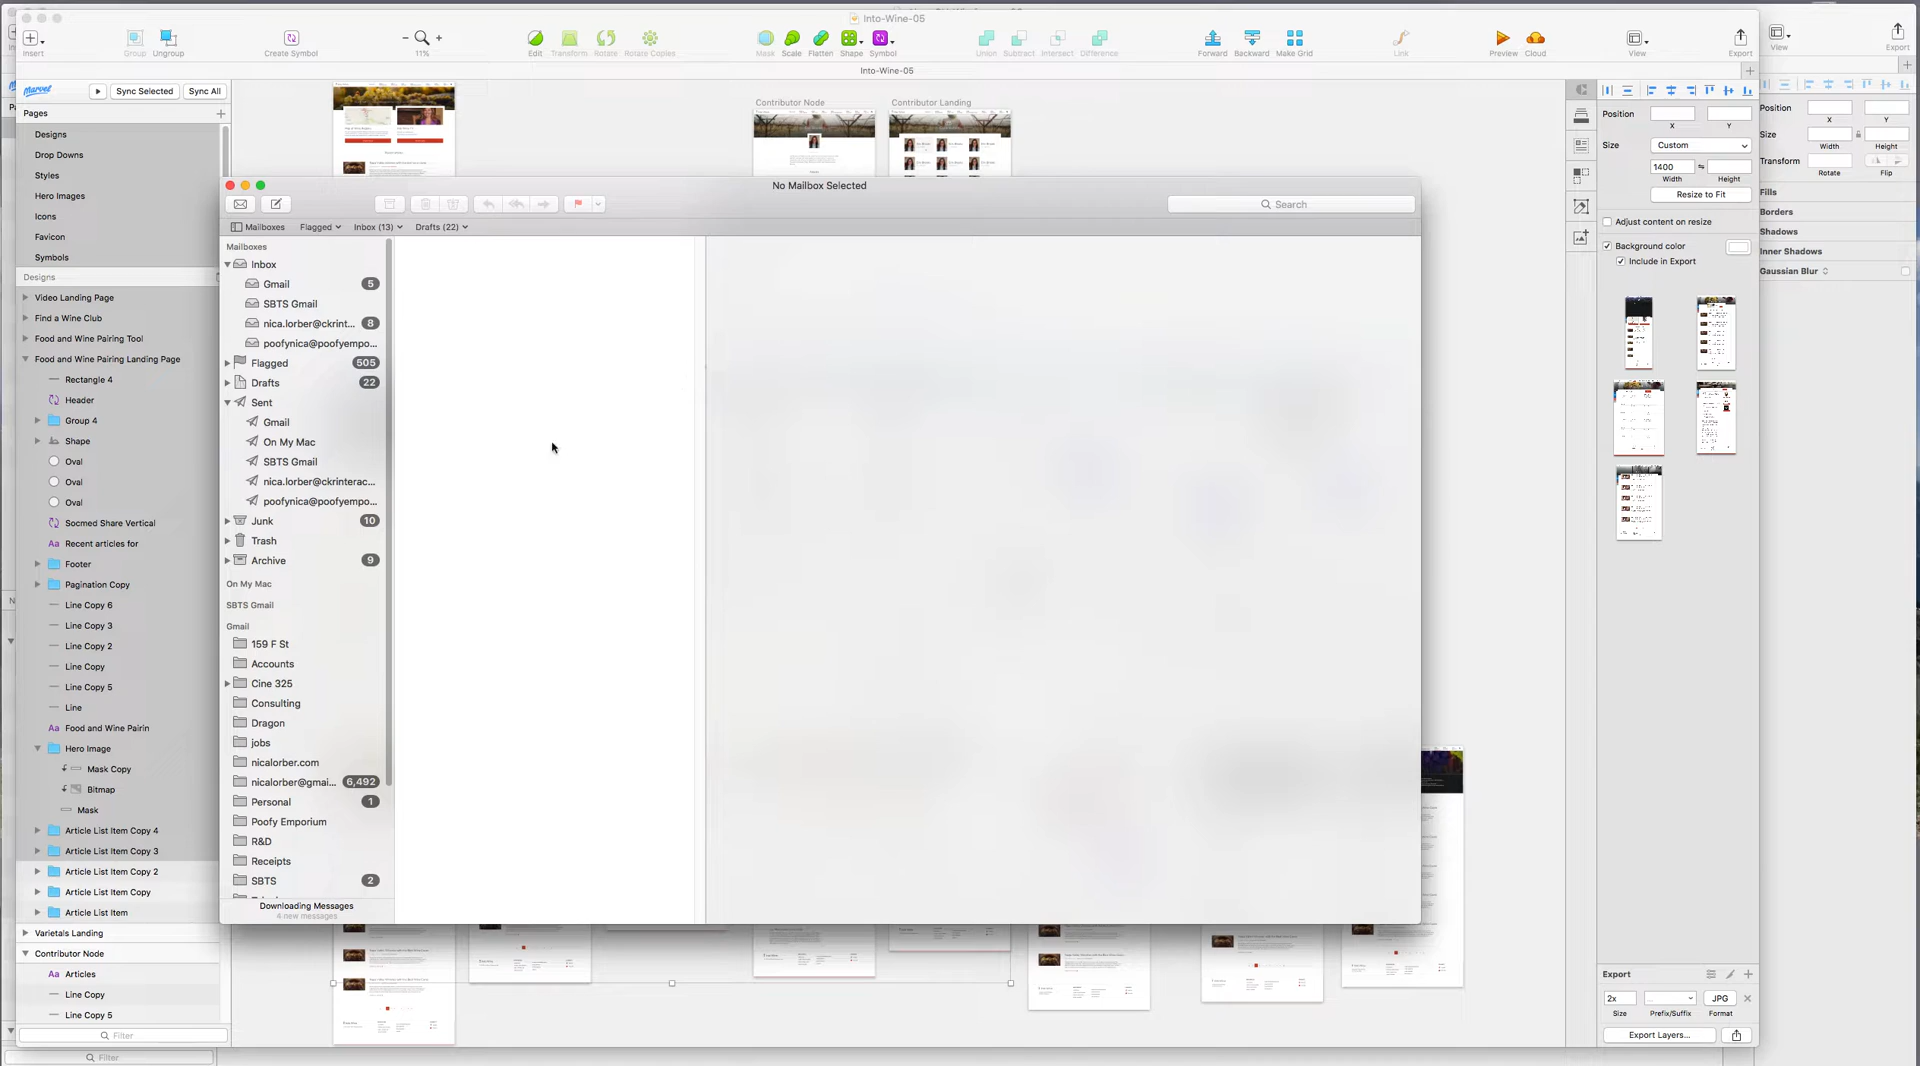 Into-Wine-05
Insert
Group
Ungroup
Create Symbol
11%
Edit
Transform
Rotate
Rotate Copies
Mask
Scale
Flatten
Shape
Symbol
Union
Subtract
Intersect
Difference
Forward
Backward
Make Grid
Link
Preview
Cloud
View
Export
View
Export
Into-Wine-05
Marvel
Sync Selected
Sync All
Pages
Designs
Drop Downs
Styles
Hero Images
Icons
Favicon
Symbols
Designs
Video Landing Page
Find a Wine Club
Food and Wine Pairing Tool
Food and Wine Pairing Landing Page
Rectangle 4
Header
Group 4
Shape
Oval
Oval
Oval
Socmed Share Vertical
Aa Recent articles for
Footer
Pagination Copy
Line Copy 6
Line Copy 3
Line Copy 2
Line Copy
Line Copy 5
Line
Aa Food and Wine Pairin
Hero Image
Mask Copy
Bitmap
Mask
Article List Item Copy 4
Article List Item Copy 3
Article List Item Copy 2
Article List Item Copy
Article List Item
Varietals Landing
Contributor Node
Aa Articles
Line Copy
Line Copy 5
Filter
Filter
Contributor Node
Contributor Landing
No Mailbox Selected
Search
Mailboxes
Flagged
Inbox (13)
Drafts (22)
Mailboxes
Inbox
Gmail 5
SBTS Gmail
nica.lorber@ckrint... 8
poofynica@poofyempo...
Flagged 505
Drafts 22
Sent
Gmail
On My Mac
SBTS Gmail
nica.lorber@ckrinterac...
poofynica@poofyempo...
Junk 10
Trash
Archive 9
On My Mac
SBTS Gmail
Gmail
159 F St
Accounts
Cine 325
Consulting
Dragon
jobs
nicalorber.com
nicalorber@gmai... 6,492
Personal 1
Poofy Emporium
R&D
Receipts
SBTS 2
Downloading Messages
4 new messages
Position
X
Y
Size
Custom
1400
Width
Height
Resize to Fit
Adjust content on resize
Background color
Include in Export
Export
2x
...
JPG
Size
Prefix/Suffix
Format
Export Layers...
Position
X
Y
Size
Width
Height
Transform
Rotate
Flip
Fills
Borders
Shadows
Inner Shadows
Gaussian Blur